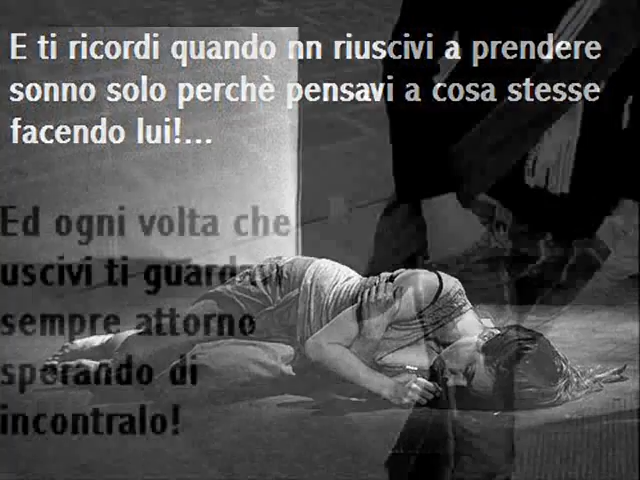 E ti ricordi quando nn riuscivi a prendere
sonno solo perchè pensavi a cosa stesse
facendo lui!...
Ed ogni volta che
uscivi ti guardavi
sempre attorno
sperando di
incontralo!